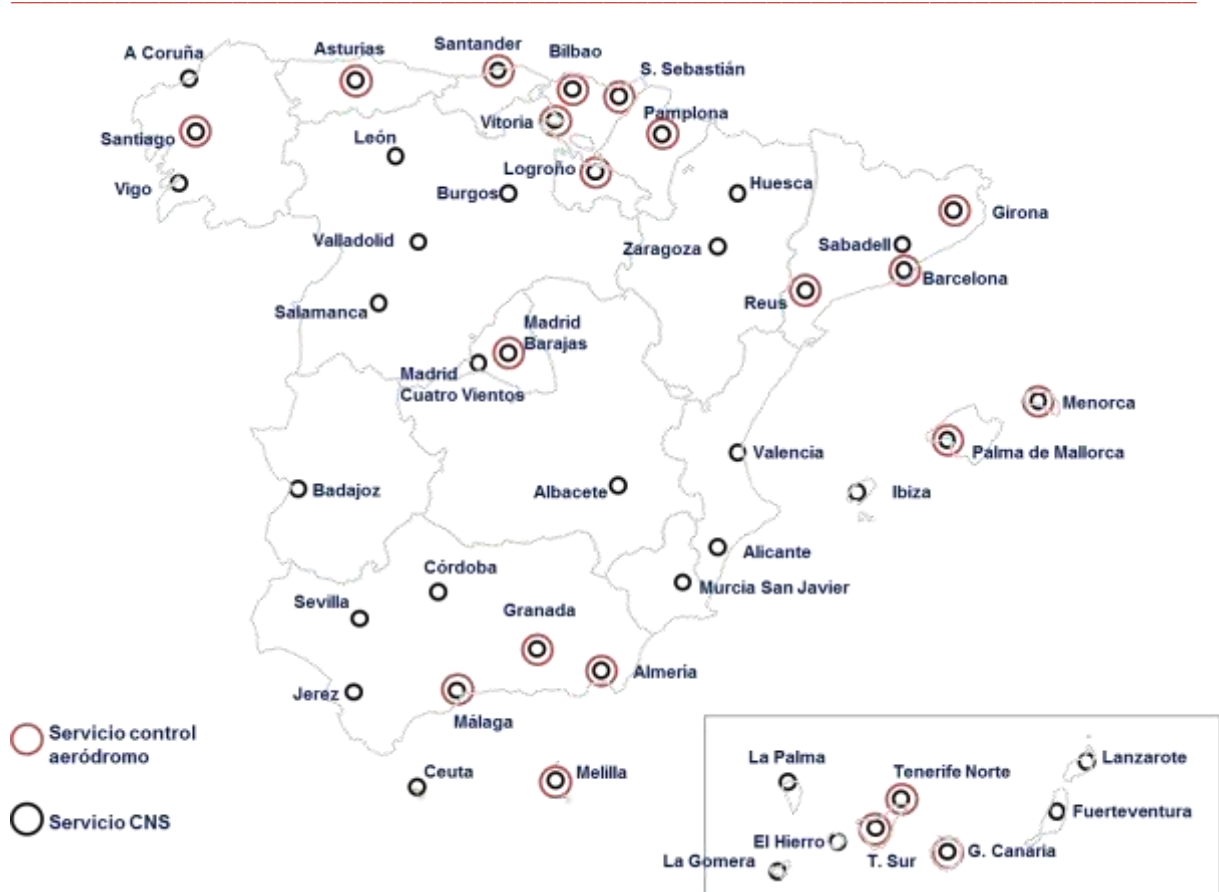 Santander
Bilbao
Asturias
A Coruña
S. Sebastián
Pamplona
Vitoria
Santiago
León
Logroño
Vigo
Burgos
Huesca
Girona
Valladolid
Zaragoza
Sabadell
Barcelona
Reus
Salamanca
Madrid
Barajas
Madrid
Cuatro Vientos
Menorca
Palma de Mallorca
Valencia
Badajoz
Albacete
Ibiza
Alicante
Córdoba
Murcia San Javier
Sevilla
Granada
Almeria
Jerez
Málaga
Servicio control
aeródromo
Ceuta
Melilla
La Palma
Tenerife Norte
Lanzarote
Servicio CNS
Fuerteventura
El Hierro
La Gomera
T. Sur
G. Canaria